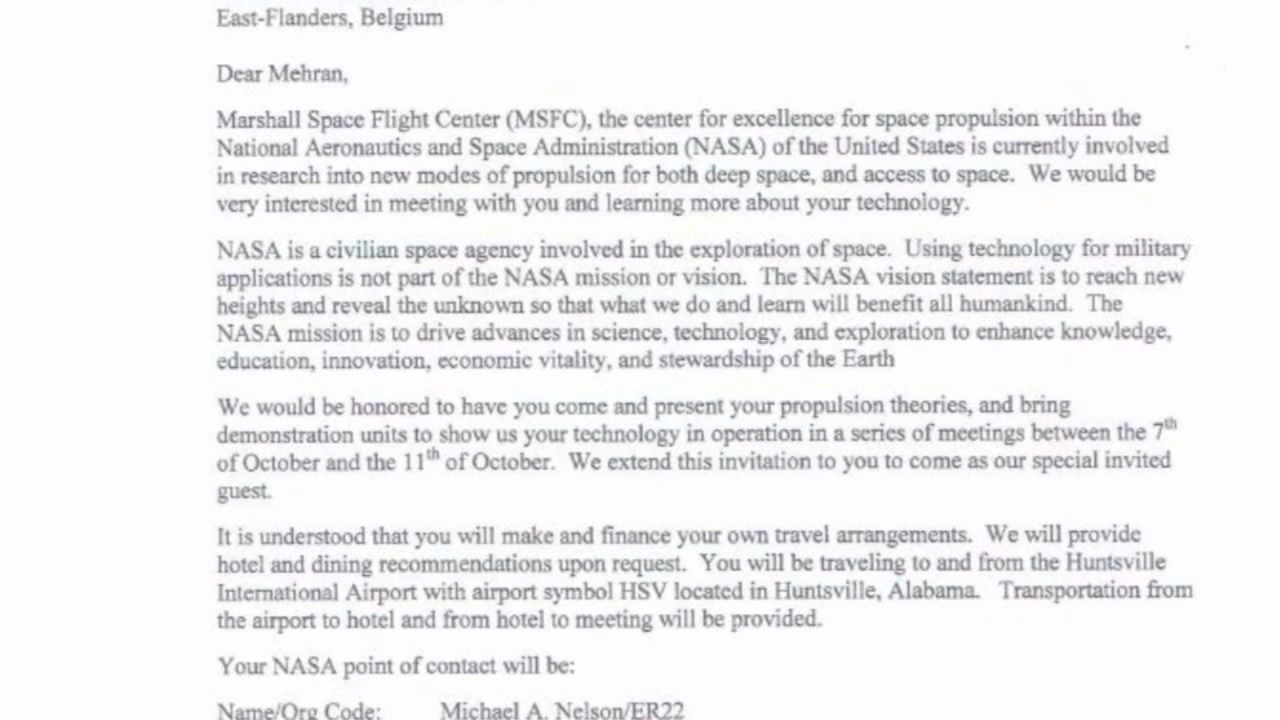 East-Flanders, Belgium
Dear Mehran,
Marshall Space Flight Center (MSFC), the center for excellence for space propulsion within the
National Aeronautics and Space Administration (NASA) of the United States is currently involved
in research into new modes of propulsion for both deep space, and access to space. We would be
very interested in meeting with you and learning more about your technology.
NASA is a civilian space agency involved in the exploration of space. Using technology for military
applications is not part of the NASA mission or vision. The NASA vision statement is to reach new
heights and reveal the unknown so that what we do and learn will benefit all humankind. The
NASA mission is to drive advances in science, technology, and exploration to enhance knowledge,
education, innovation, economic vitality, and stewardship of the Earth
We would be honored to have you come and present your propulsion theories, and bring
demonstration units to show us your technology in operation in a series of meetings between the 7th
of October and the 11th of October. We extend this invitation to you to come as our special invited
guest.
It is understood that you will make and finance your own travel arrangements. We will provide
hotel and dining recommendations upon request. You will be traveling to and from the Huntsville
International Airport with airport symbol HSV located in Huntsville, Alabama. Transportation from
the airport to hotel and from hotel to meeting will be provided.
Your NASA point of contact will be:
Name/Org Code: Michael A. Nelson/ER22